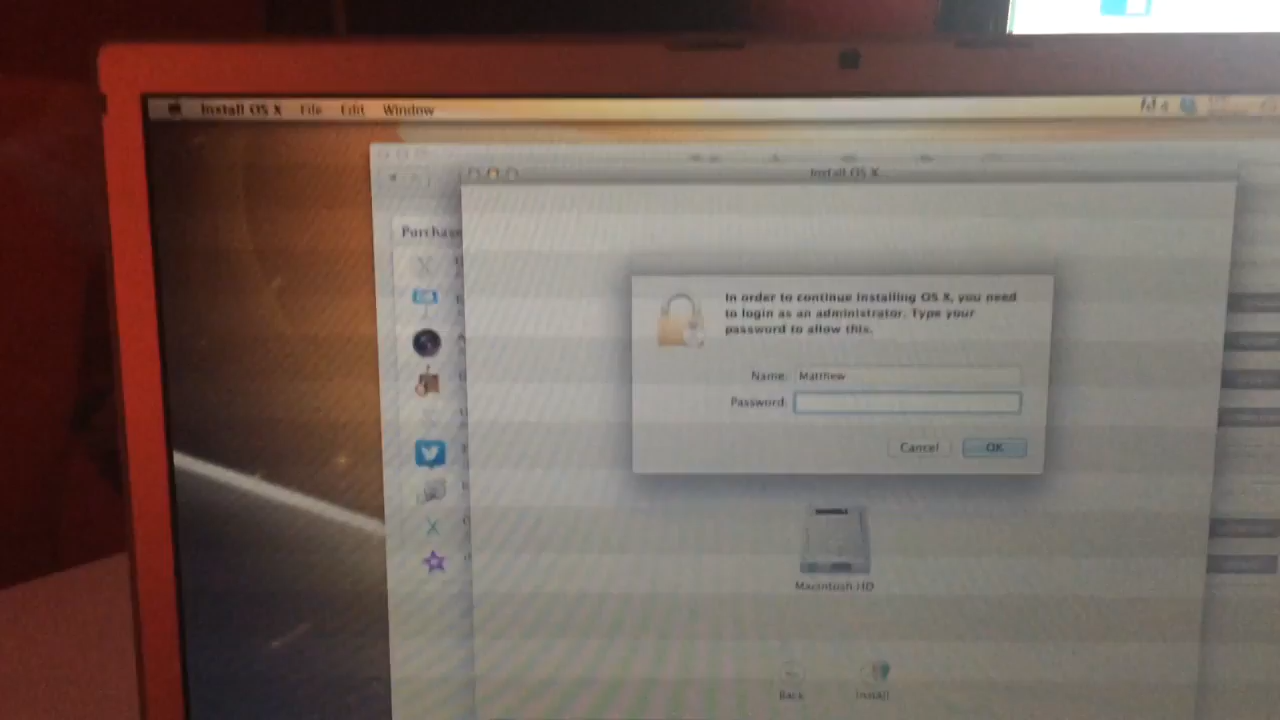 Install OS X File Edit Window
Install OS X
In order to continue installing OS X, you need
to login as an administrator. Type your
password to allow this.
Name: Matthew
Password:
Cancel OK
Macintosh HD
Back Install